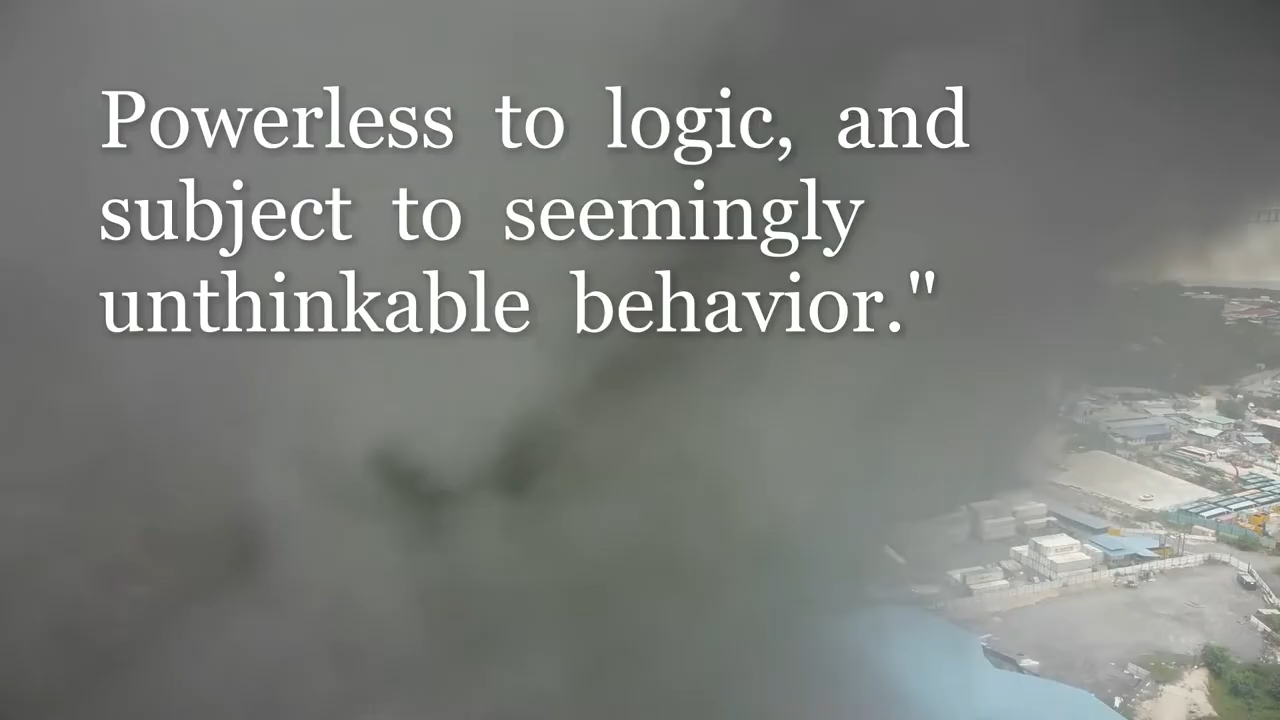 Powerless to logic, and
subject to seemingly
unthinkable behavior."